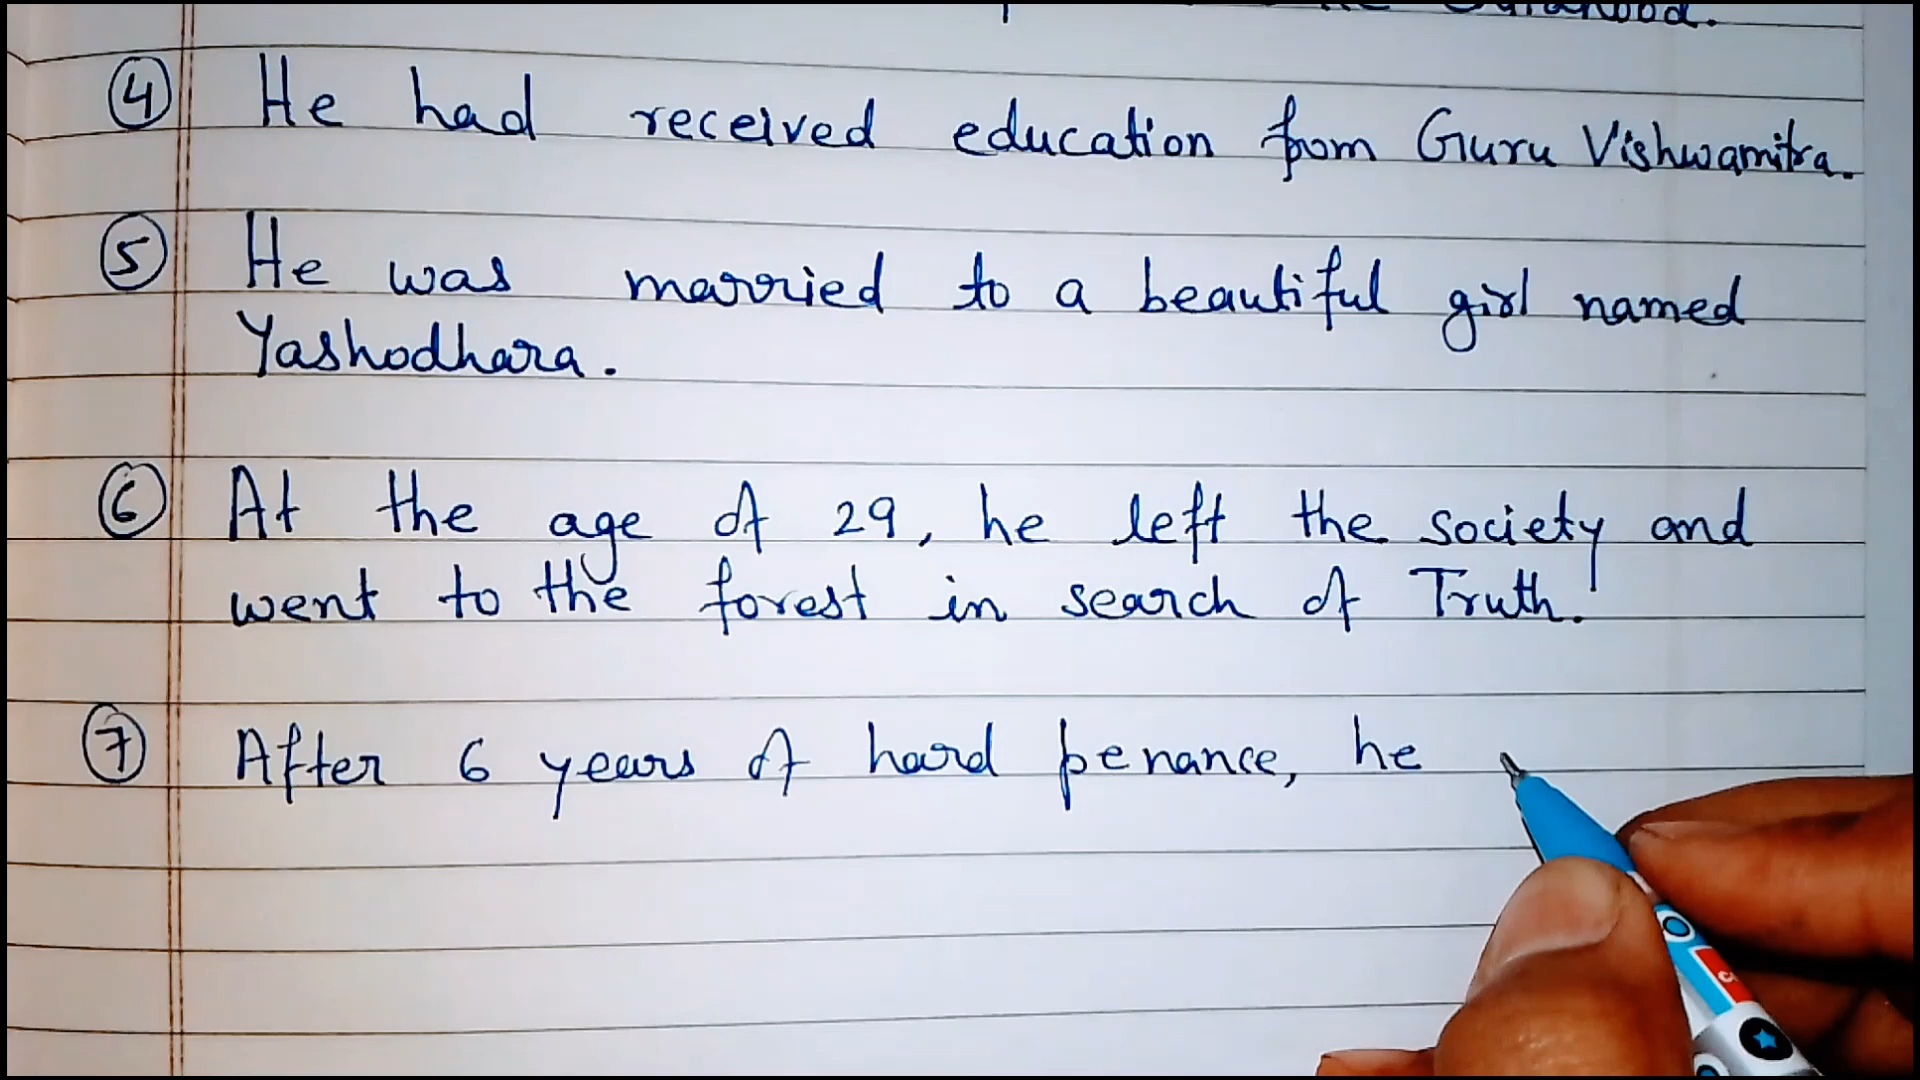 childhood.
④ He had received education from Guru Vishwamitra.
⑤ He was married to a beautiful girl named
Yashodhara.
⑥ At the age of 29, he left the society and
went to the forest in search of Truth.
⑦ After 6 years of hard penance, he